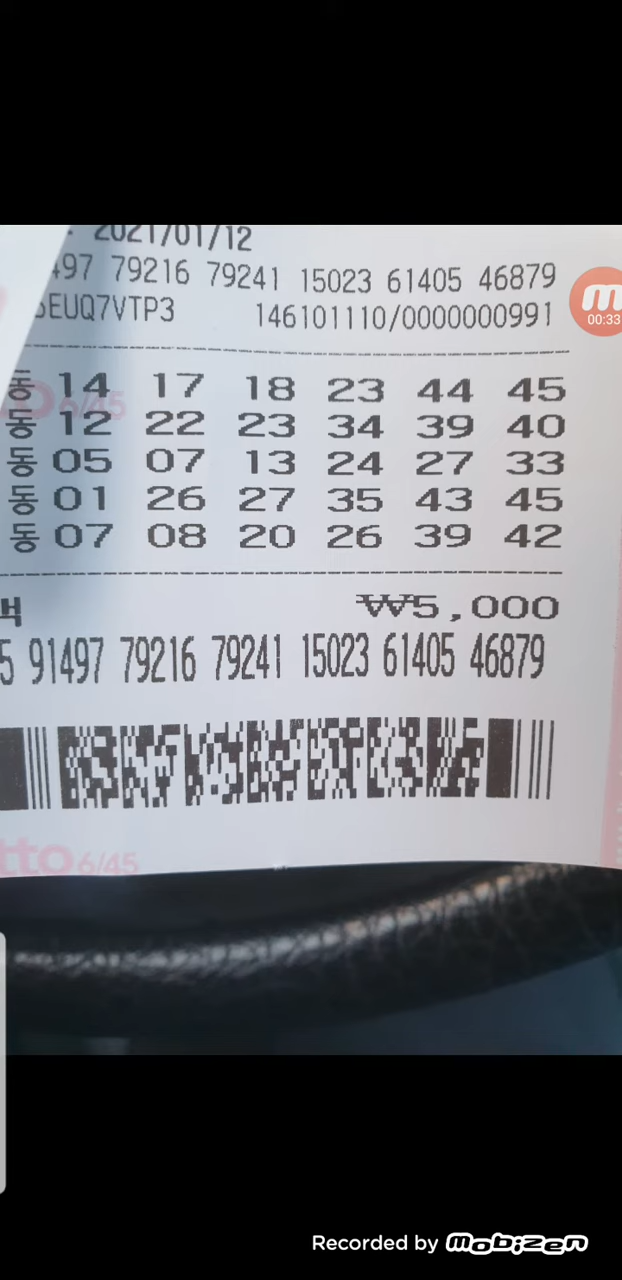 2021/01/12
497 79216 79241 15023 61405 46879
EUQ7VTP3 146101110/0000000991
00:33
동 14 17 18 23 44 45
동 12 22 23 34 39 40
동 05 07 13 24 27 33
동 01 26 27 35 43 45
동 07 08 20 26 39 42
₩5,000
5 91497 79216 79241 15023 61405 46879
tto 6/45
Recorded by mobizen